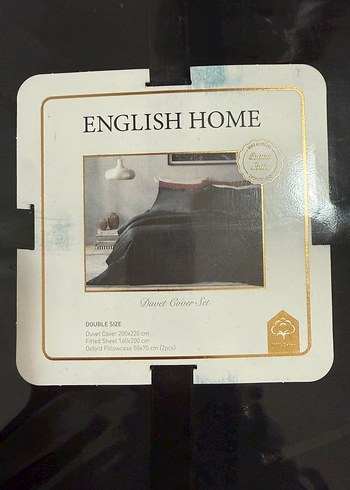 ENGLISH HOME
Duvet Cover Set
DOUBLE SIZE
Duvet Cover 200x220 cm
Fitted Sheet 160x200 cm
Oxford Pillowcase 50x70 cm (2pcs)